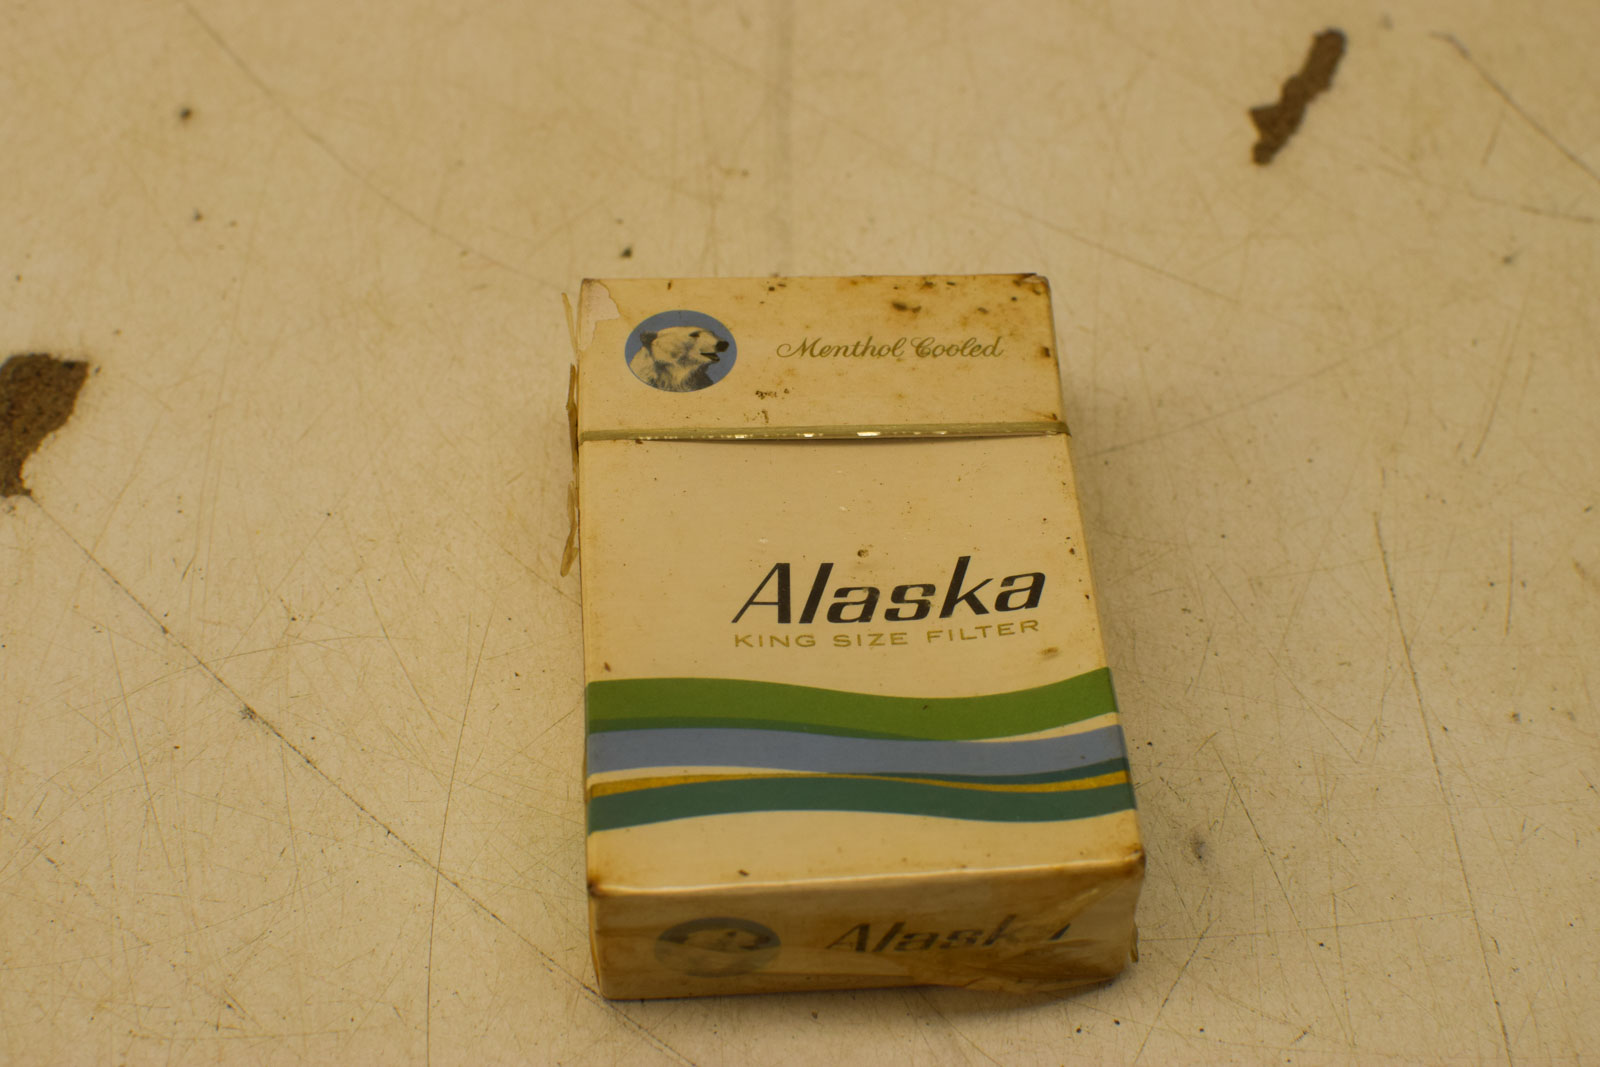 Menthol Cooled
Alaska
KING SIZE FILTER
Alaska